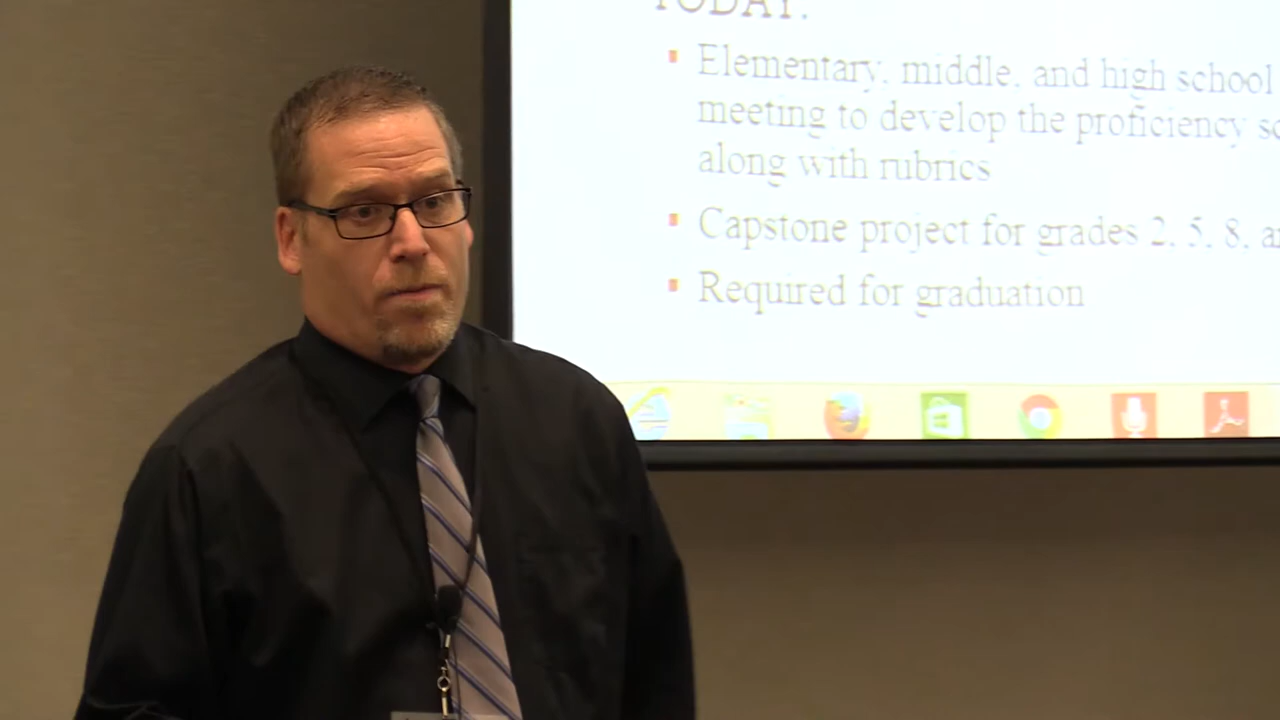 TODAY:
Elementary, middle, and high school
meeting to develop the proficiency
along with rubrics
Capstone project for grades 2, 5, 8,
Required for graduation